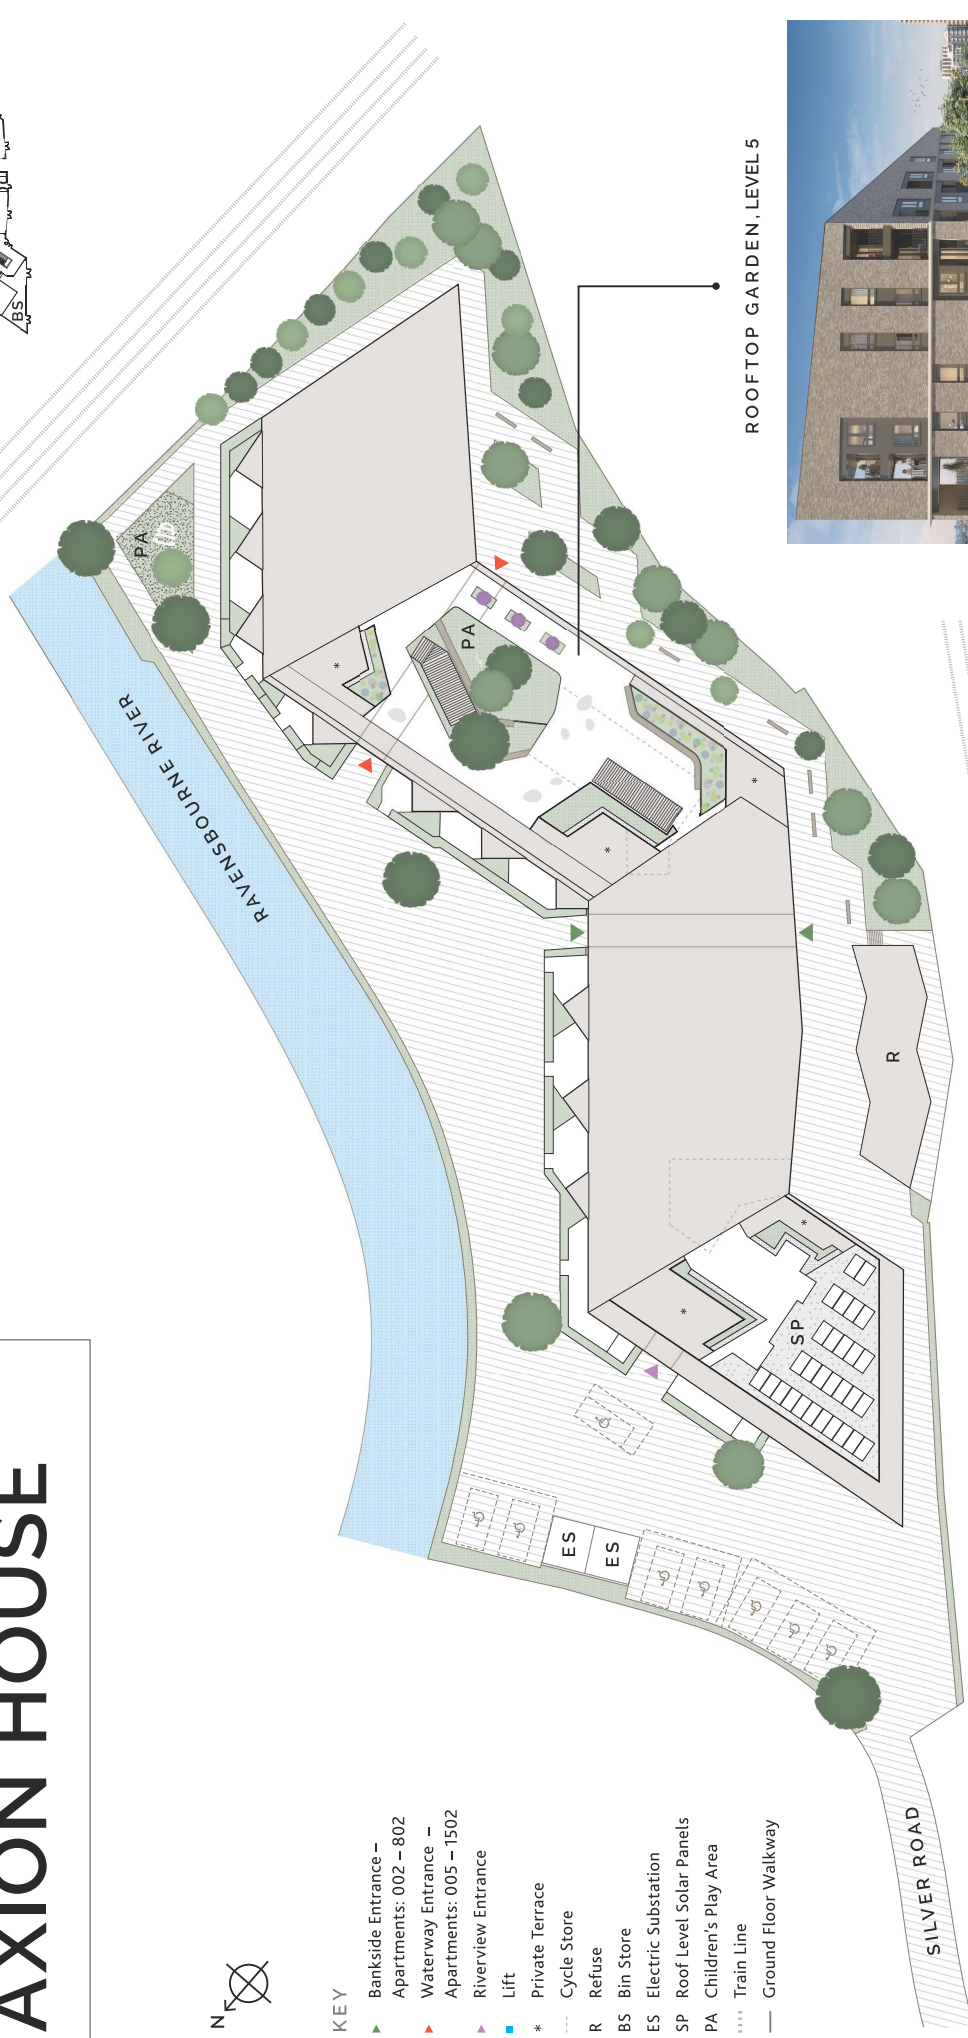 AXION HOUSE
N
KEY
Bankside Entrance –
Apartments: 002 – 802
Waterway Entrance –
Apartments: 005 – 1502
Riverview Entrance
Lift
* Private Terrace
Cycle Store
R Refuse
BS Bin Store
ES Electric Substation
SP Roof Level Solar Panels
PA Children's Play Area
Train Line
Ground Floor Walkway
SILVER ROAD
RAVENSBOURNE RIVER
ES
ES
*
*
SP
R
*
*
*
PA
PA
BS
ROOFTOP GARDEN, LEVEL 5